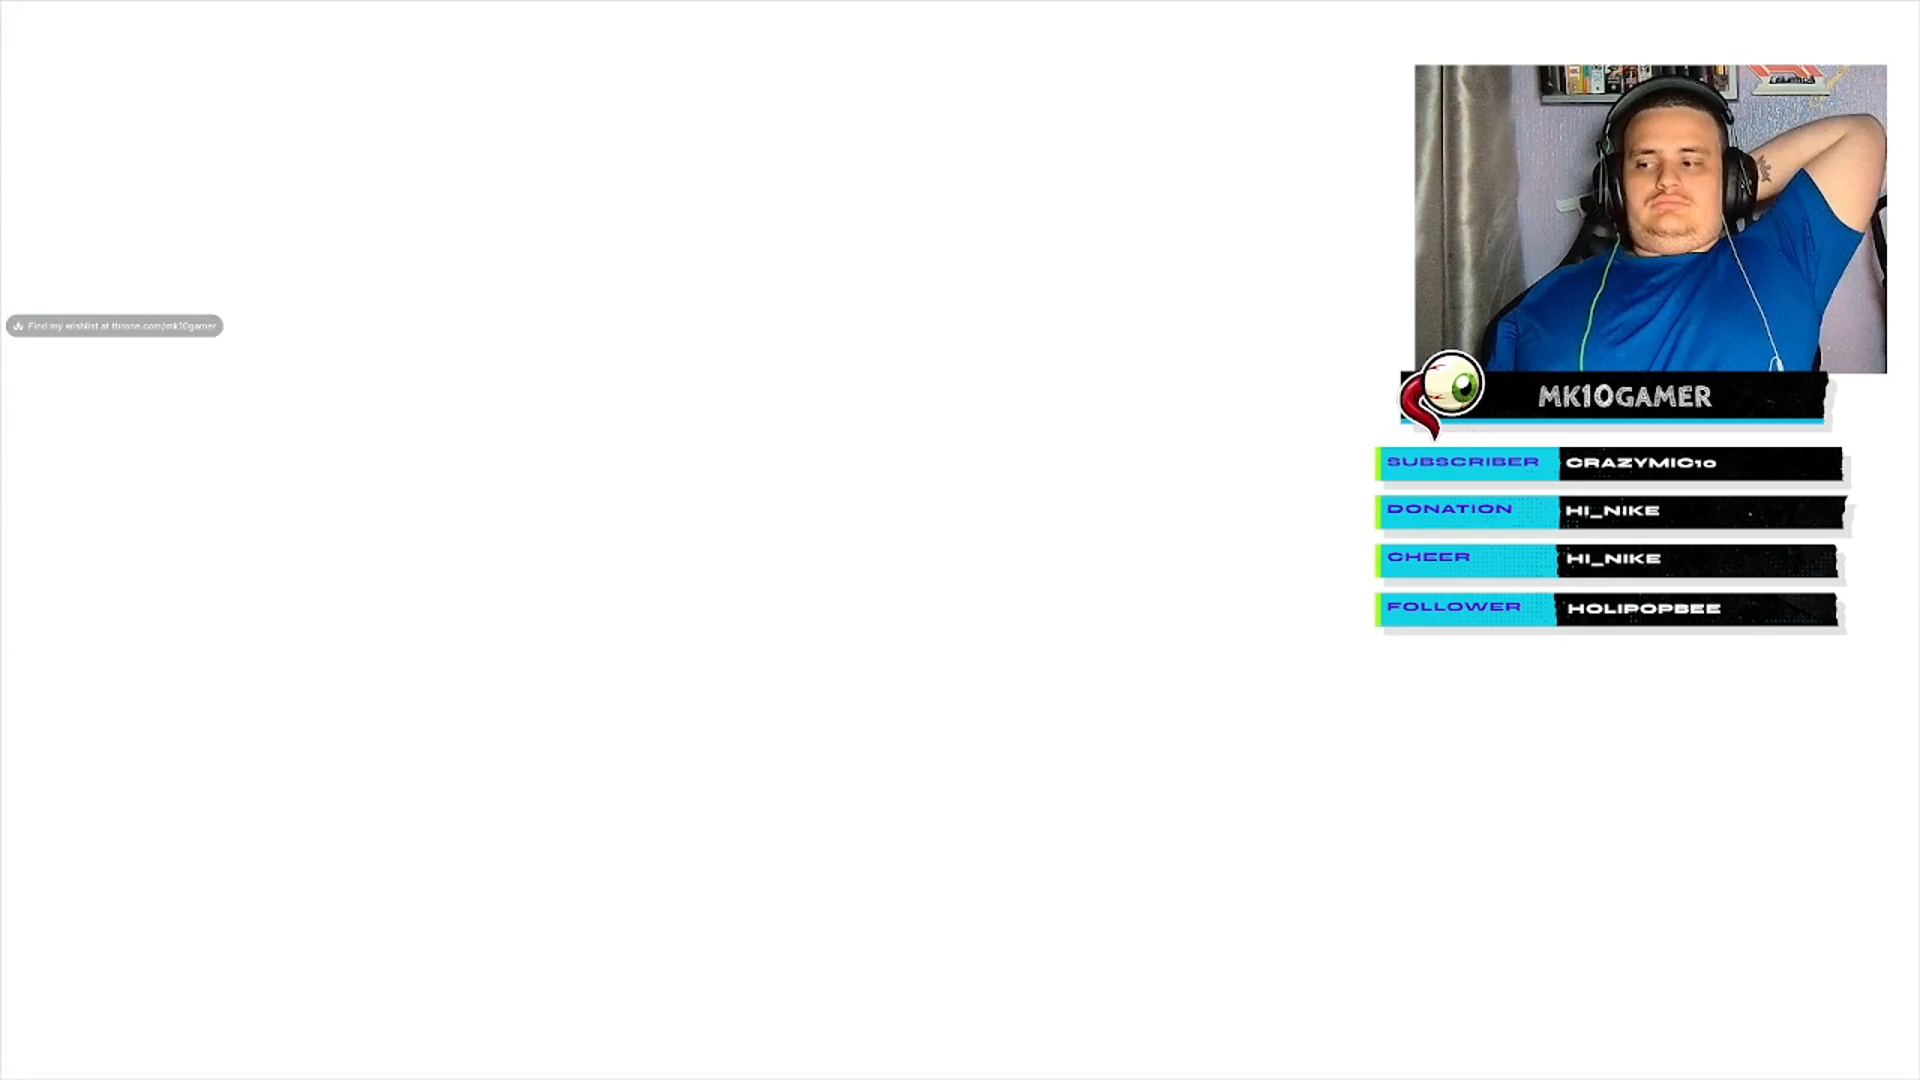 Find my wishlist at throne.com/mk10gamer
MK10GAMER
SUBSCRIBER CRAZYMIC10
DONATION HI_NIKE
CHEER HI_NIKE
FOLLOWER HOLIPOPBEE